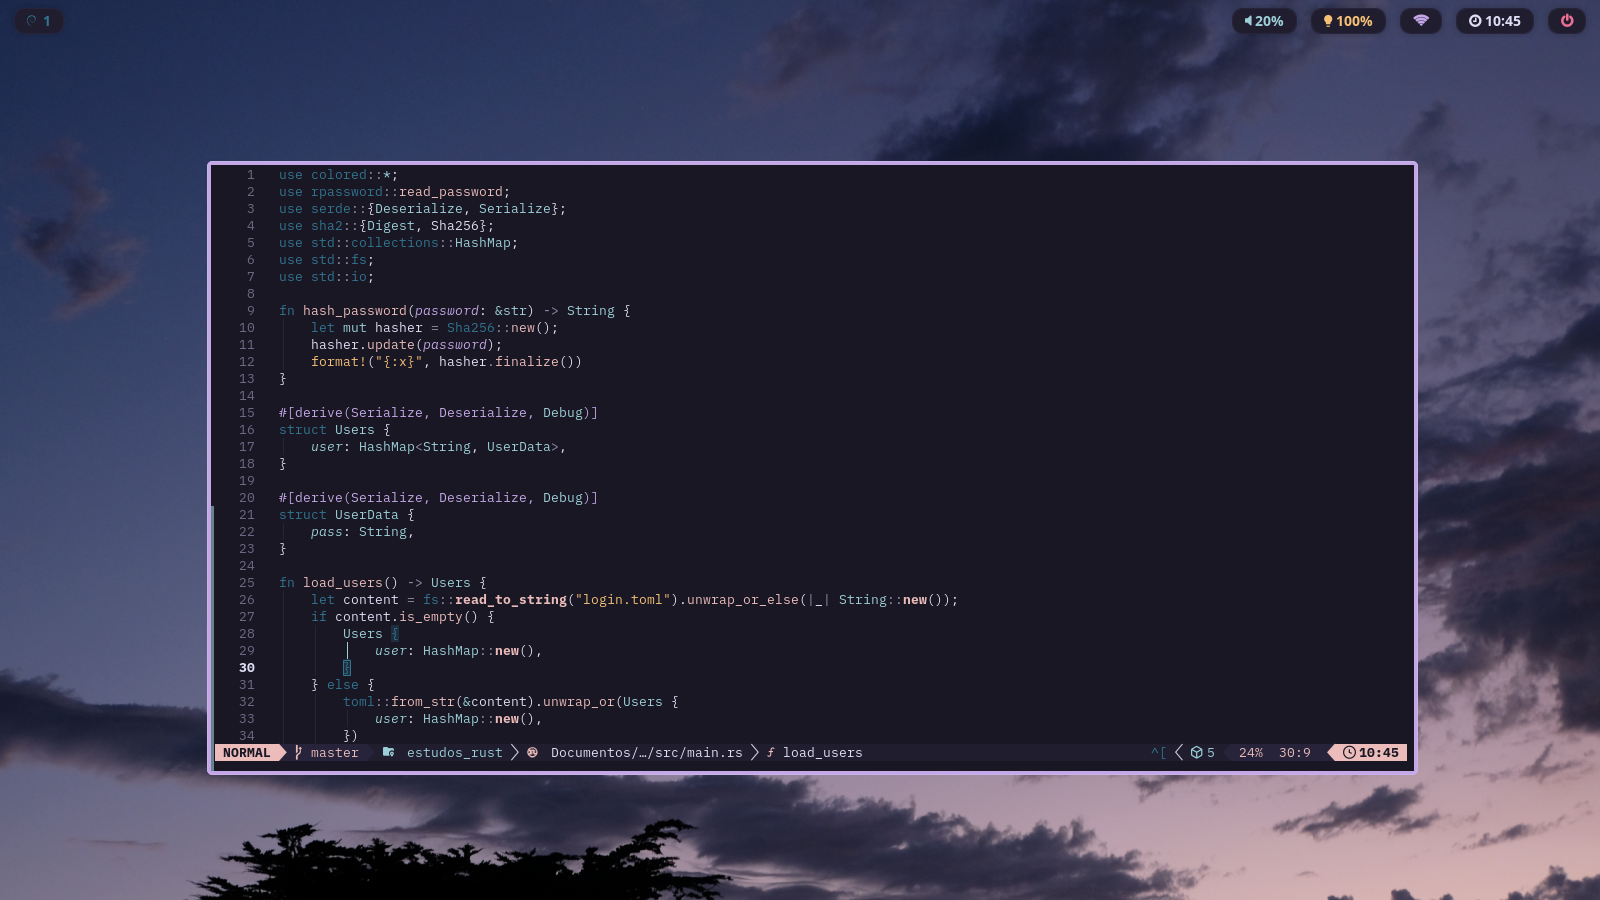 1
20%
100%
10:45
1 use colored::*;
2 use rpassword::read_password;
3 use serde::{Deserialize, Serialize};
4 use sha2::{Digest, Sha256};
5 use std::collections::HashMap;
6 use std::fs;
7 use std::io;
8
9 fn hash_password(password: &str) -> String {
10     let mut hasher = Sha256::new();
11     hasher.update(password);
12     format!("{:x}", hasher.finalize())
13 }
14
15 #[derive(Serialize, Deserialize, Debug)]
16 struct Users {
17     user: HashMap<String, UserData>,
18 }
19
20 #[derive(Serialize, Deserialize, Debug)]
21 struct UserData {
22     pass: String,
23 }
24
25 fn load_users() -> Users {
26     let content = fs::read_to_string("login.toml").unwrap_or_else(|_| String::new());
27     if content.is_empty() {
28         Users {
29             user: HashMap::new(),
30         }
31     } else {
32         toml::from_str(&content).unwrap_or(Users {
33             user: HashMap::new(),
34         })
NORMAL master estudos_rust Documentos/…/src/main.rs f load_users ^[ 5 24% 30:9 10:45